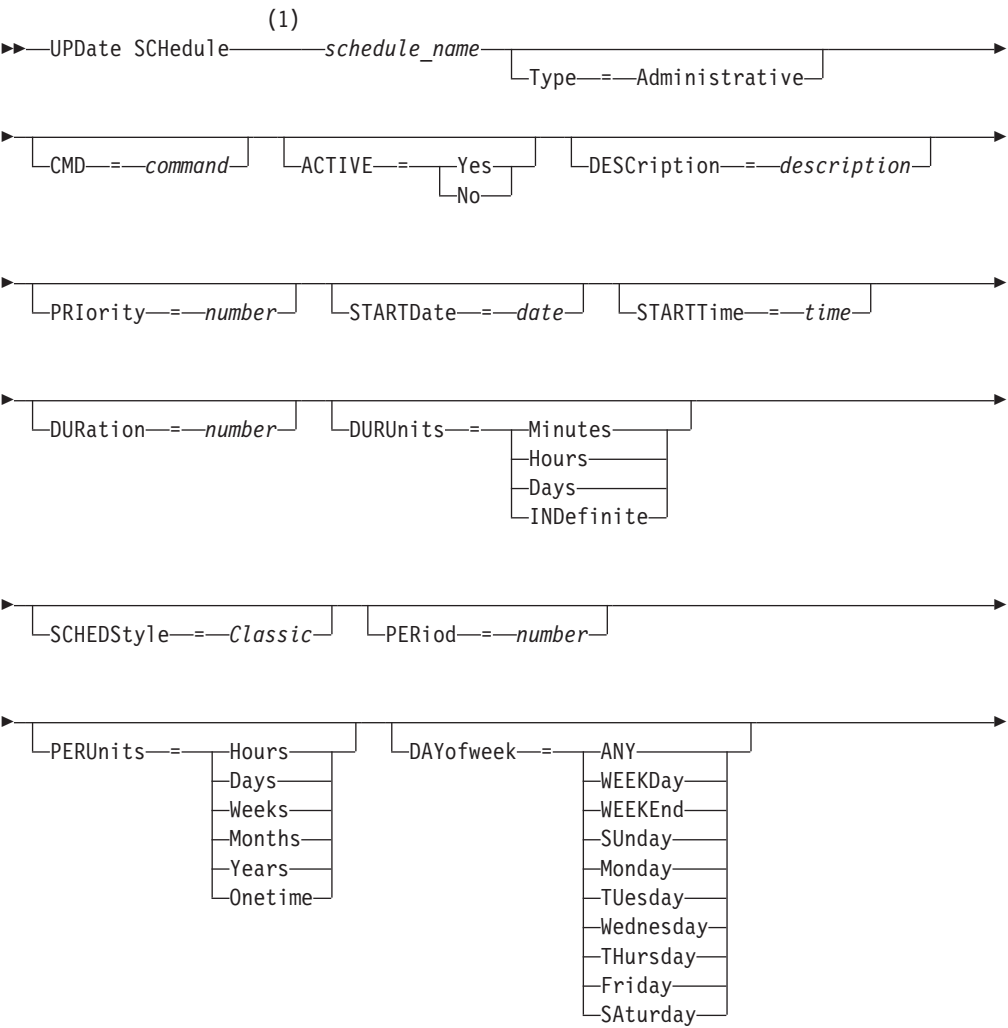 (1)
UPDate SCHedule schedule_name
Type = Administrative
CMD = command ACTIVE = Yes DESCription = description
No
PRIority = number STARTDate = date STARTTime = time
DURation = number DURUnits = Minutes
Hours
Days
INDefinite
SCHEDStyle = Classic PERiod = number
PERUnits = Hours DAYofweek = ANY
Days WEEKDay
Weeks WEEKEnd
Months SUnday
Years Monday
Onetime TUesday
Wednesday
THursday
Friday
SAturday